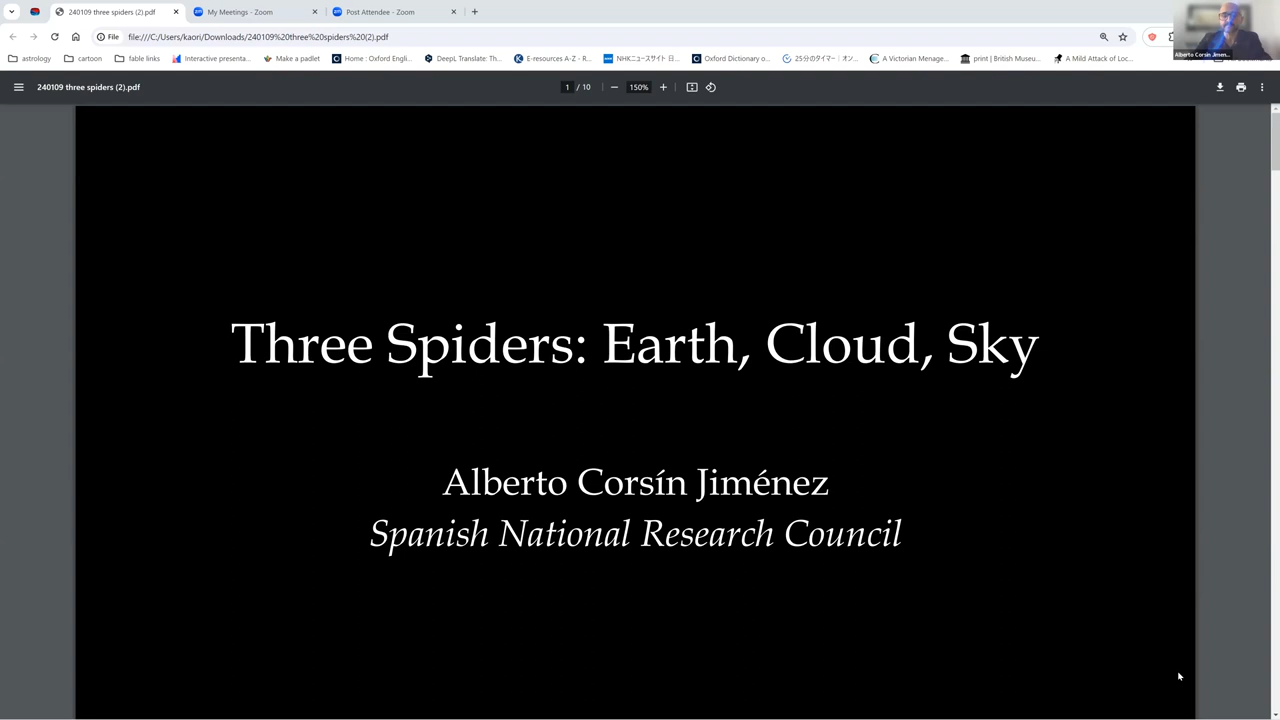 240109 three spiders (2).pdf
My Meetings - Zoom
Post Attendee - Zoom
File
file:///C:/Users/kaori/Downloads/240109%20three%20spiders%20(2).pdf
Alberto Corsín Jimén...
astrology
cartoon
fable links
Interactive presenta...
Make a padlet
Home : Oxford Engli...
DeepL Translate: T
E-resources A-Z - R...
NHKニュースサイト 日...
Oxford Dictionary o...
25分のタイマー | オン...
A Victorian Menage...
print | British Museu...
A Mild Attack of Loc...
240109 three spiders (2).pdf
1 / 10
150%
Three Spiders: Earth, Cloud, Sky
Alberto Corsín Jiménez
Spanish National Research Council